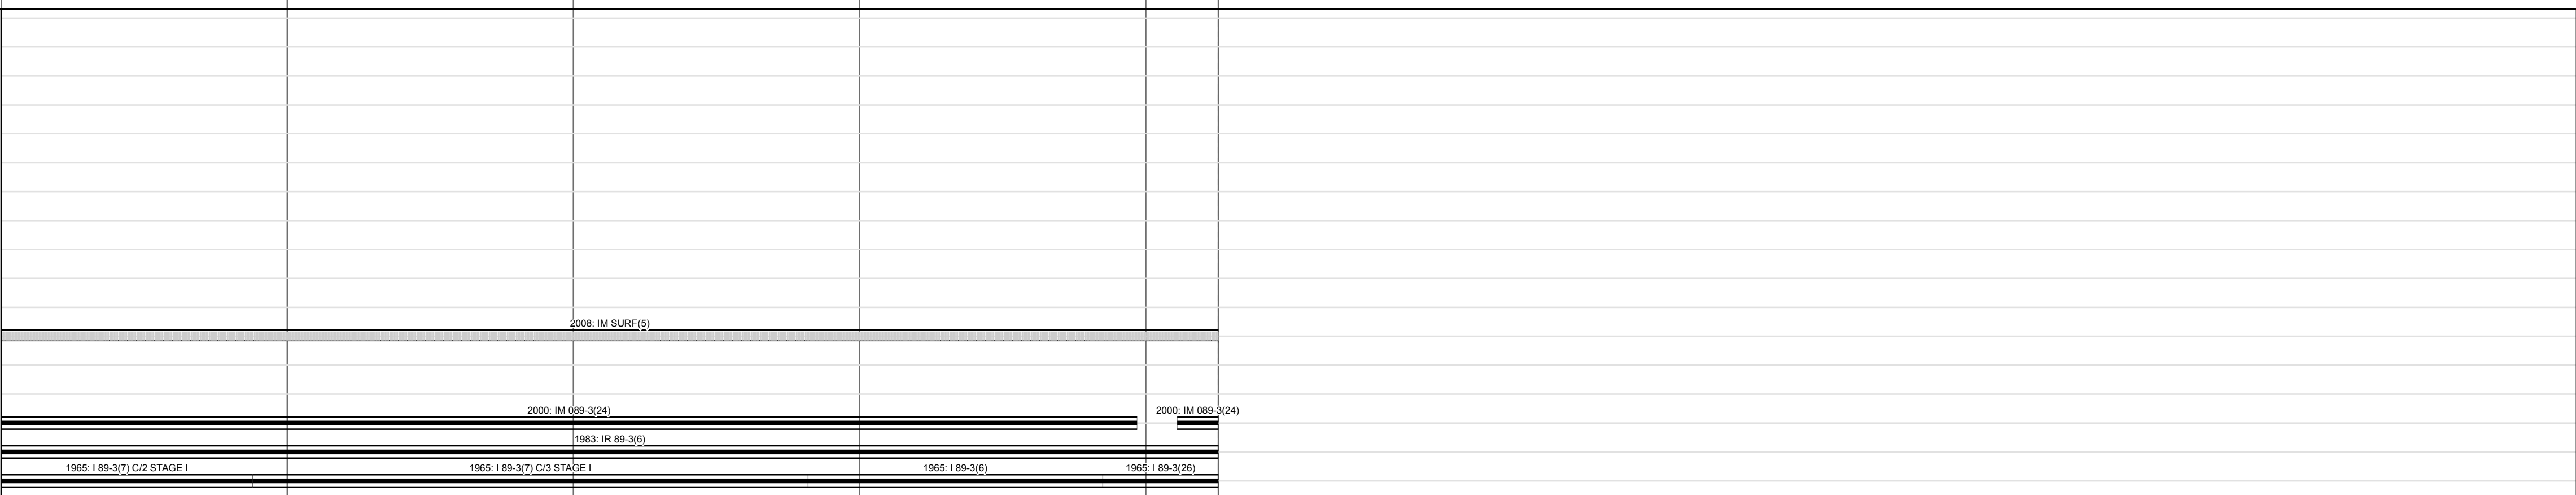 2008: IM SURF(5)
2000: IM 089-3(24) 2000: IM 089-3(24)
1983: IR 89-3(6)
1965: I 89-3(7) C/2 STAGE I 1965: I 89-3(7) C/3 STAGE I 1965: I 89-3(6) 1965: I 89-3(26)